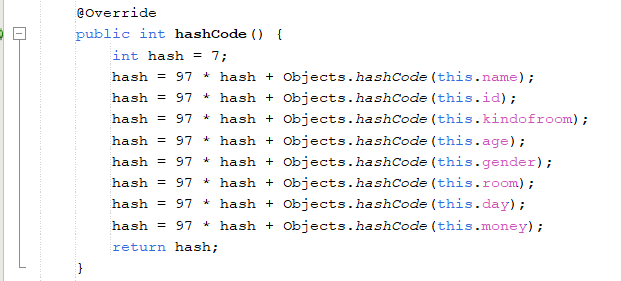 @Override
public int hashCode() {
int hash = 7;
hash = 97 * hash + Objects.hashCode(this.name);
hash = 97 * hash + Objects.hashCode(this.id);
hash = 97 * hash + Objects.hashCode(this.kindofroom);
hash = 97 * hash + Objects.hashCode(this.age);
hash = 97 * hash + Objects.hashCode(this.gender);
hash = 97 * hash + Objects.hashCode(this.room);
hash = 97 * hash + Objects.hashCode(this.day);
hash = 97 * hash + Objects.hashCode(this.money);
return hash;
}